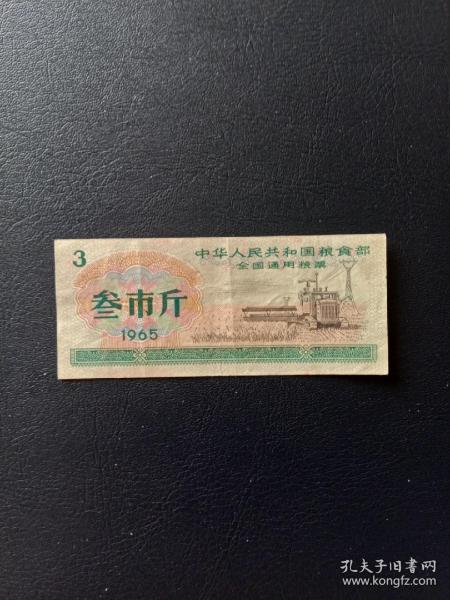 3
中华人民共和国粮食部
全国通用粮票
叁市斤
1965
孔夫子旧书网
www.kongfz.com